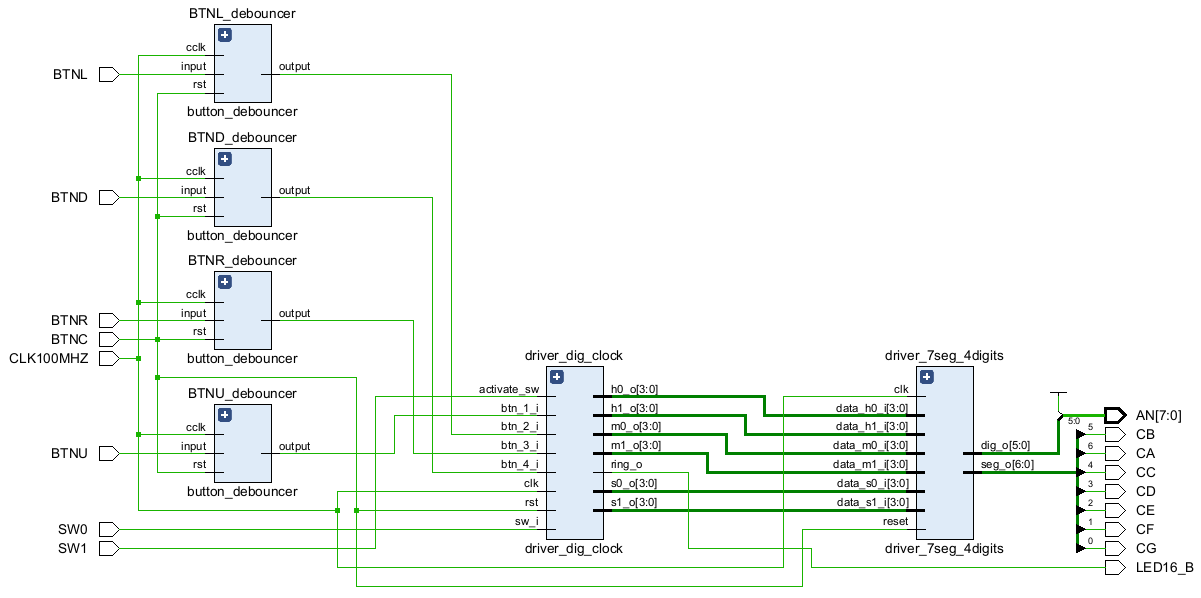 BTNL_debouncer
cclk
BTNL input output
rst
button_debouncer
BTND_debouncer
cclk
BTND input output
rst
button_debouncer
BTNR_debouncer
cclk
BTNR input output
BTNC rst
CLK100MHZ button_debouncer
BTNU_debouncer
cclk
BTNU input output
rst
button_debouncer
SW0
SW1
driver_dig_clock
activate_sw h0_o[3:0]
btn_1_i h1_o[3:0]
btn_2_i m0_o[3:0]
btn_3_i m1_o[3:0]
btn_4_i ring_o
clk s0_o[3:0]
rst s1_o[3:0]
sw_i
driver_dig_clock
driver_7seg_4digits
clk
data_h0_i[3:0]
data_h1_i[3:0]
data_m0_i[3:0] dig_o[5:0]
data_m1_i[3:0] seg_o[6:0]
data_s0_i[3:0]
data_s1_i[3:0]
reset
driver_7seg_4digits
5:0 AN[7:0]
5 CB
6 CA
4 CC
3 CD
2 CE
1 CF
0 CG
LED16_B